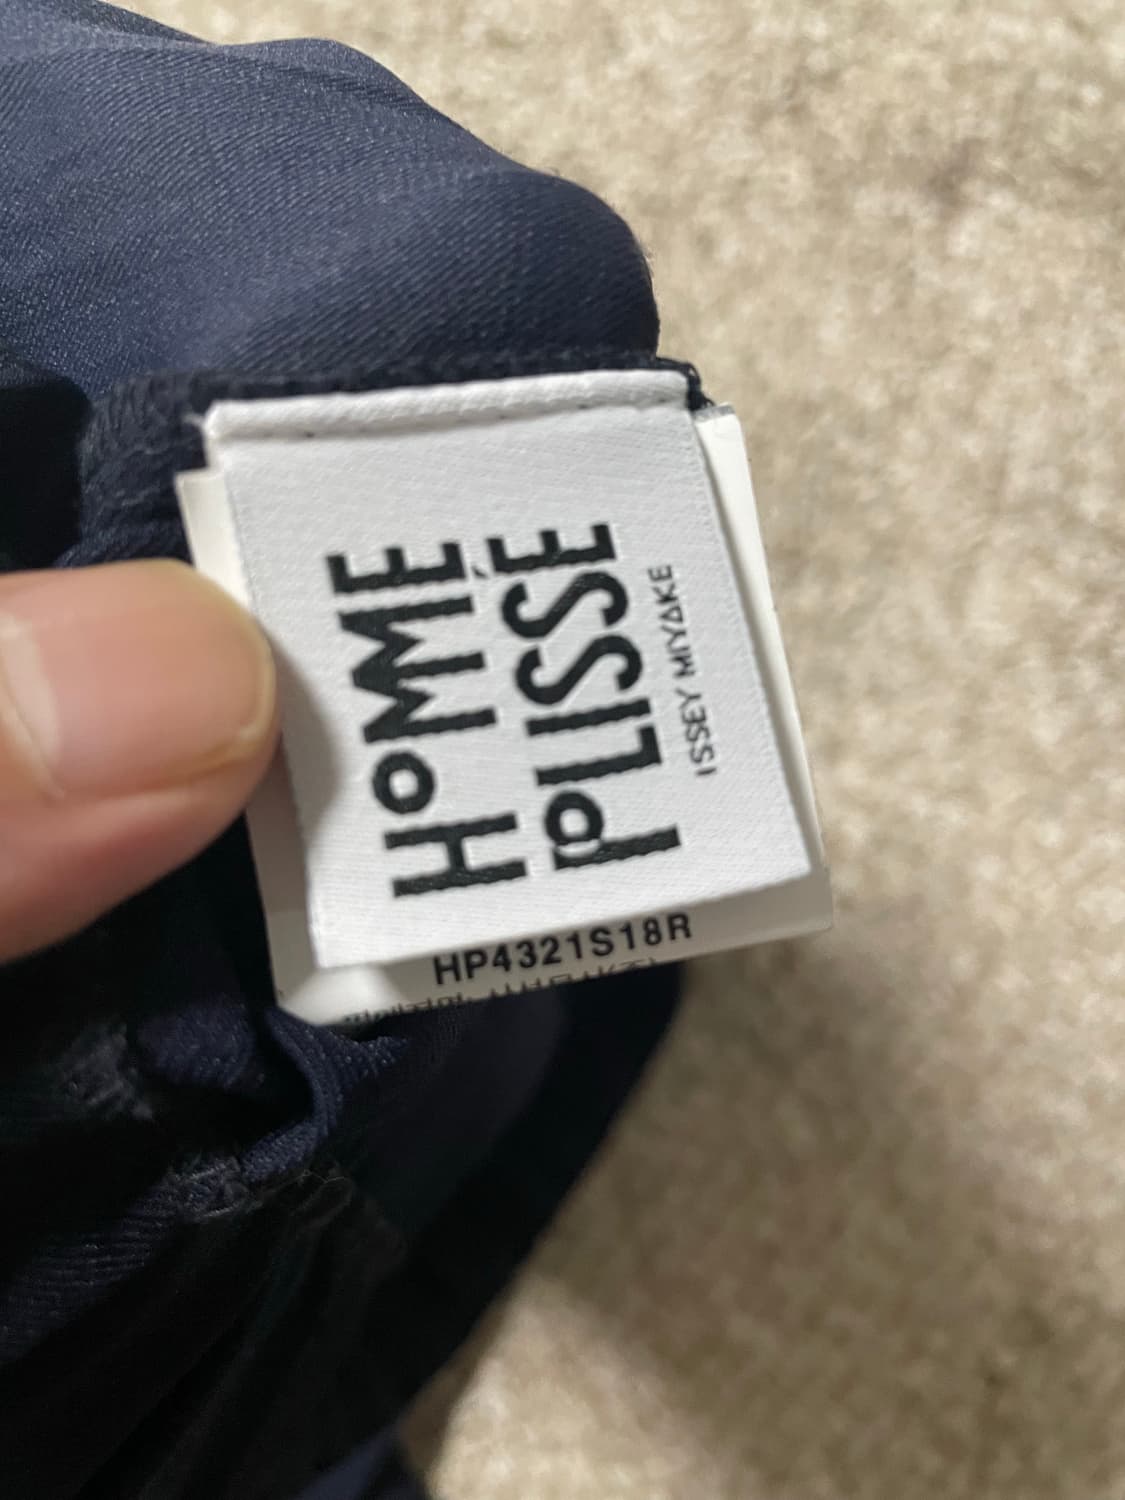 HOMME
PLISSÉ
ISSEY MIYAKE
HP4321S18R